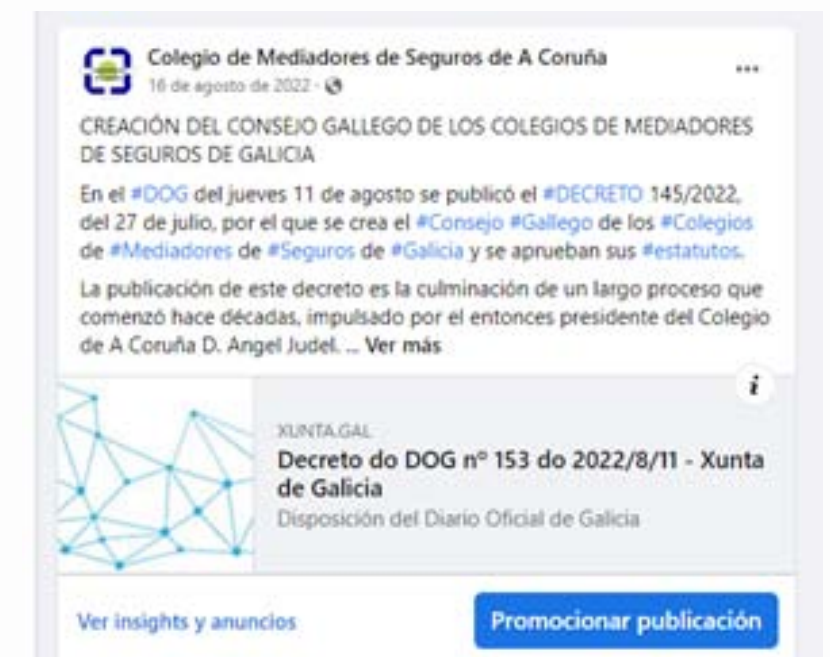 Colegio de Mediadores de Seguros de A Coruña
16 de agosto de 2022 ·
CREACIÓN DEL CONSEJO GALLEGO DE LOS COLEGIOS DE MEDIADORES
DE SEGUROS DE GALICIA
En el #DOG del jueves 11 de agosto se publicó el #DECRETO 145/2022,
del 27 de julio, por el que se crea el #Consejo #Gallego de los #Colegios
de #Mediadores de #Seguros de #Galicia y se aprueban sus #estatutos.
La publicación de este decreto es la culminación de un largo proceso que
comenzó hace décadas, impulsado por el entonces presidente del Colegio
de A Coruña D. Angel Judel. ... Ver más
XUNTA.GAL
Decreto do DOG nº 153 do 2022/8/11 - Xunta
de Galicia
Disposición del Diario Oficial de Galicia
Ver insights y anuncios
Promocionar publicación